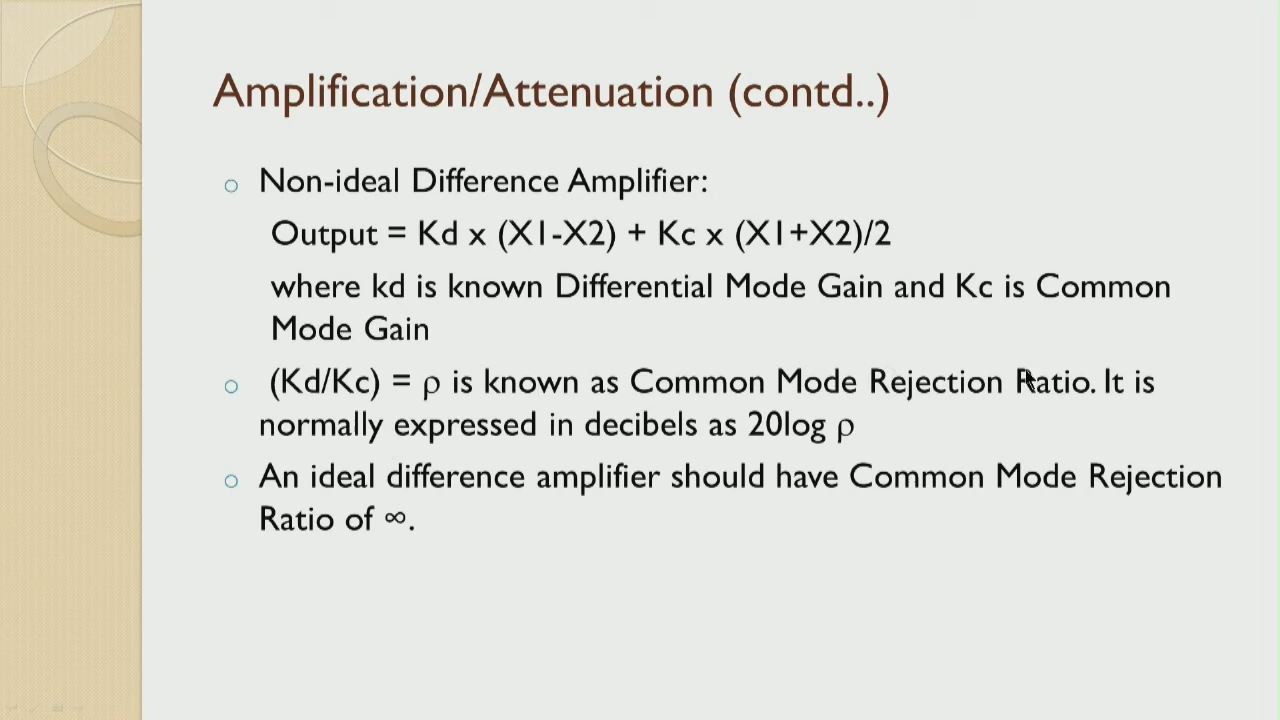 Amplification/Attenuation (contd..)
Non-ideal Difference Amplifier:
Output = Kd x (X1-X2) + Kc x (X1+X2)/2
where kd is known Differential Mode Gain and Kc is Common
Mode Gain
(Kd/Kc) = ρ is known as Common Mode Rejection Ratio. It is
normally expressed in decibels as 20log ρ
An ideal difference amplifier should have Common Mode Rejection
Ratio of ∞.